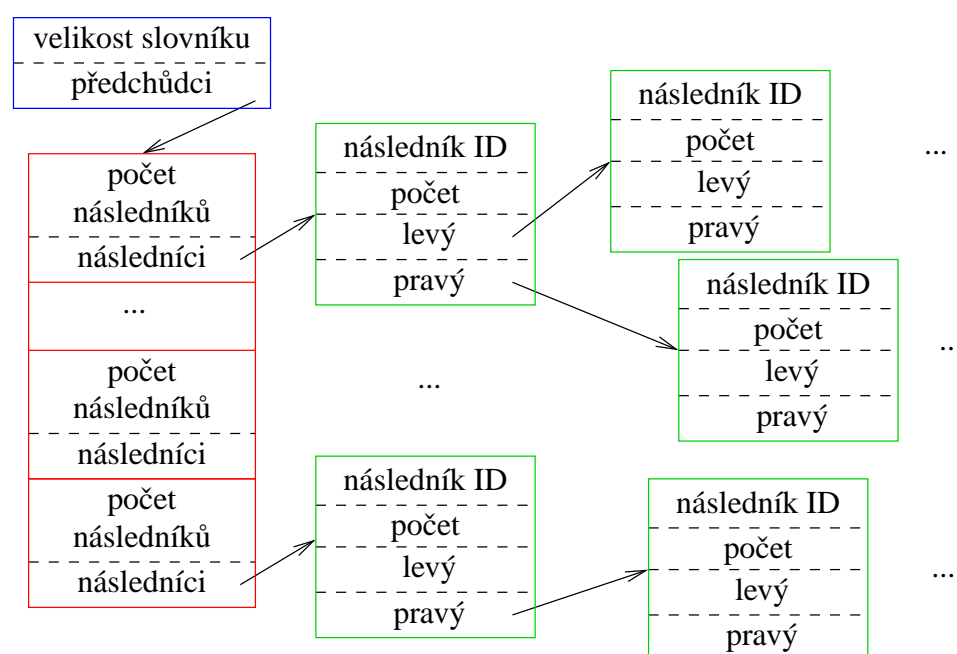 velikost slovníku
předchůdci
počet
následníků
následníci
...
počet
následníků
následníci
počet
následníků
následníci
následník ID
počet
levý
pravý
...
následník ID
počet
levý
pravý
následník ID
počet
levý
pravý
...
následník ID
počet
levý
pravý
..
následník ID
počet
levý
pravý
...